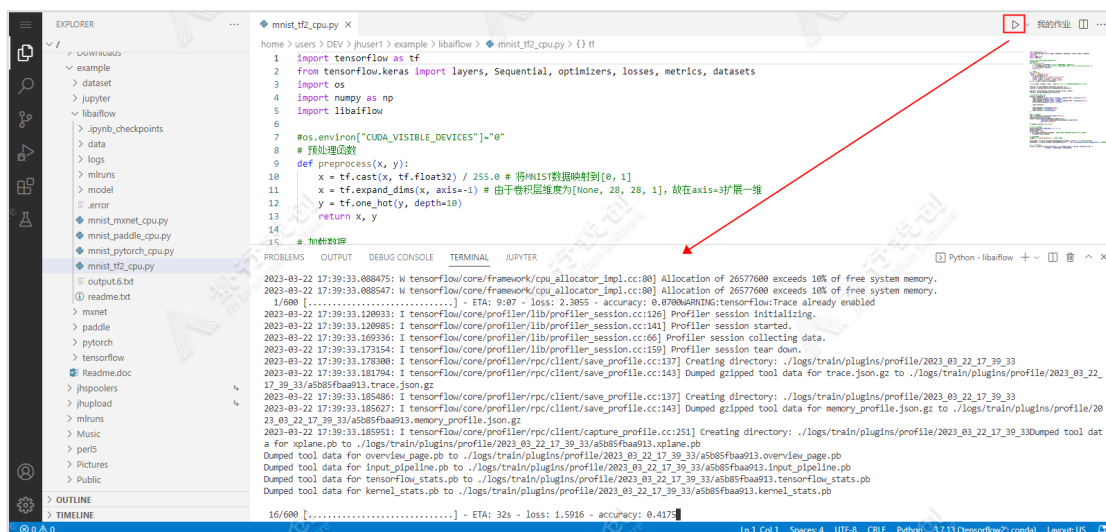 EXPLORER ...
mnist_tf2_cpu.py ×
我的作业 ...
/
Downloads
home > users > DEV > jhuser1 > example > libaiflow > mnist_tf2_cpu.py > {} tf
example
dataset
jupyter
libaiflow
.ipynb_checkpoints
data
logs
mlruns
model
.error
mnist_mxnet_cpu.py
mnist_paddle_cpu.py
mnist_pytorch_cpu.py
mnist_tf2_cpu.py
output.6.txt
readme.txt
mxnet
paddle
pytorch
tensorflow
Readme.doc
jhspoolers
jhupload
mlruns
Music
perl5
Pictures
Public
OUTLINE
TIMELINE
1 import tensorflow as tf
2 from tensorflow.keras import layers, Sequential, optimizers, losses, metrics, datasets
3 import os
4 import numpy as np
5 import libaiflow
6
7 #os.environ["CUDA_VISIBLE_DEVICES"]="0"
8 # 预处理函数
9 def preprocess(x, y):
10 x = tf.cast(x, tf.float32) / 255.0 # 将MNIST数据映射到[0, 1]
11 x = tf.expand_dims(x, axis=-1) # 由于卷积层维度为[None, 28, 28, 1], 故在axis=3扩展一维
12 y = tf.one_hot(y, depth=10)
13 return x, y
14
15 # 加载数据
PROBLEMS OUTPUT DEBUG CONSOLE TERMINAL JUPYTER
Python - libaiflow
2023-03-22 17:39:33.088475: W tensorflow/core/framework/cpu_allocator_impl.cc:80] Allocation of 26577600 exceeds 10% of free system memory.
2023-03-22 17:39:33.088547: W tensorflow/core/framework/cpu_allocator_impl.cc:80] Allocation of 26577600 exceeds 10% of free system memory.
1/600 [..............................] - ETA: 9:07 - loss: 2.3055 - accuracy: 0.0700WARNING:tensorflow:Trace already enabled
2023-03-22 17:39:33.120933: I tensorflow/core/profiler/lib/profiler_session.cc:126] Profiler session initializing.
2023-03-22 17:39:33.120985: I tensorflow/core/profiler/lib/profiler_session.cc:141] Profiler session started.
2023-03-22 17:39:33.169336: I tensorflow/core/profiler/lib/profiler_session.cc:66] Profiler session collecting data.
2023-03-22 17:39:33.173154: I tensorflow/core/profiler/lib/profiler_session.cc:159] Profiler session tear down.
2023-03-22 17:39:33.178300: I tensorflow/core/profiler/rpc/client/save_profile.cc:137] Creating directory: ./logs/train/plugins/profile/2023_03_22_17_39_33
2023-03-22 17:39:33.181794: I tensorflow/core/profiler/rpc/client/save_profile.cc:143] Dumped gzipped tool data for trace.json.gz to ./logs/train/plugins/profile/2023_03_22_
17_39_33/a5b85fbaa913.trace.json.gz
2023-03-22 17:39:33.185486: I tensorflow/core/profiler/rpc/client/save_profile.cc:137] Creating directory: ./logs/train/plugins/profile/2023_03_22_17_39_33
2023-03-22 17:39:33.185627: I tensorflow/core/profiler/rpc/client/save_profile.cc:143] Dumped gzipped tool data for memory_profile.json.gz to ./logs/train/plugins/profile/20
23_03_22_17_39_33/a5b85fbaa913.memory_profile.json.gz
2023-03-22 17:39:33.185951: I tensorflow/core/profiler/rpc/client/capture_profile.cc:251] Creating directory: ./logs/train/plugins/profile/2023_03_22_17_39_33Dumped tool dat
a for xplane.pb to ./logs/train/plugins/profile/2023_03_22_17_39_33/a5b85fbaa913.xplane.pb
Dumped tool data for overview_page.pb to ./logs/train/plugins/profile/2023_03_22_17_39_33/a5b85fbaa913.overview_page.pb
Dumped tool data for input_pipeline.pb to ./logs/train/plugins/profile/2023_03_22_17_39_33/a5b85fbaa913.input_pipeline.pb
Dumped tool data for tensorflow_stats.pb to ./logs/train/plugins/profile/2023_03_22_17_39_33/a5b85fbaa913.tensorflow_stats.pb
Dumped tool data for kernel_stats.pb to ./logs/train/plugins/profile/2023_03_22_17_39_33/a5b85fbaa913.kernel_stats.pb
16/600 [..............................] - ETA: 32s - loss: 1.5916 - accuracy: 0.4175
0 0 Ln 1, Col 1 Spaces: 4 UTF-8 CRLF Python 3.7.13 ('tensorflow2': conda) Layout: US